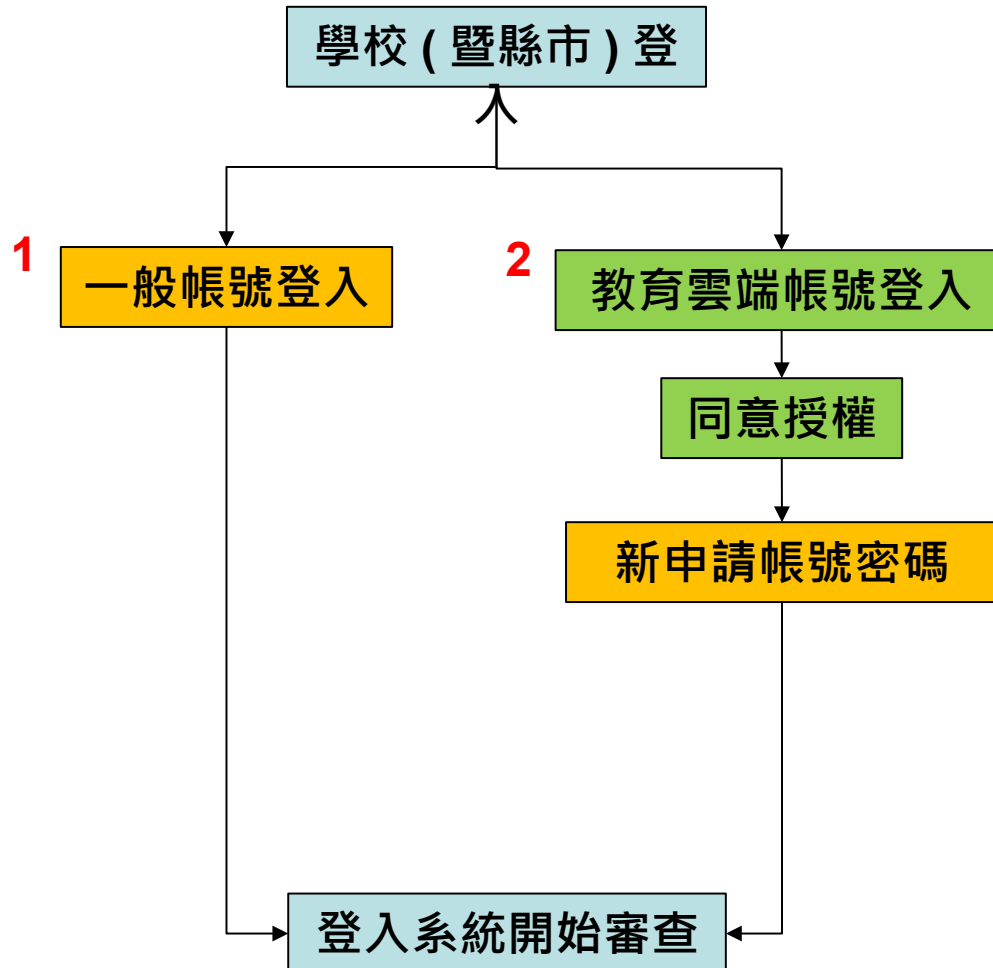 學校 ( 暨縣市 ) 登
入
1
一般帳號登入
2
教育雲端帳號登入
同意授權
新申請帳號密碼
登入系統開始審查